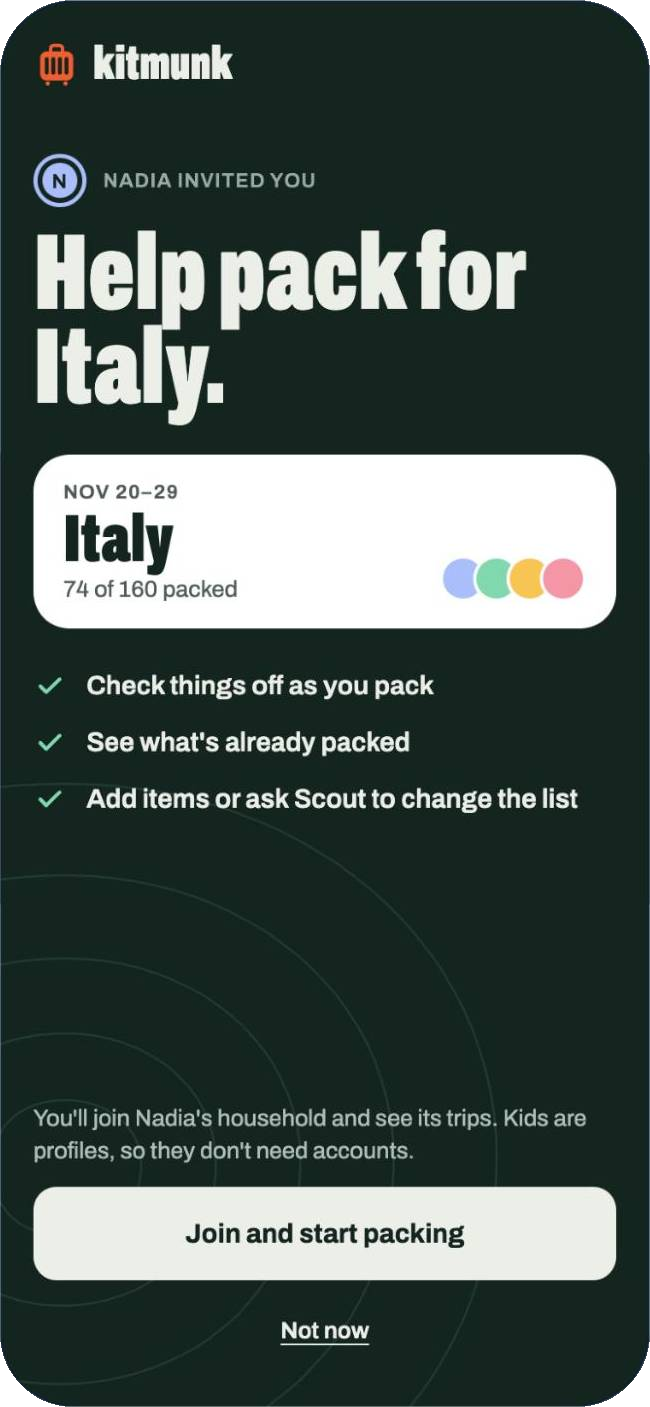 kitmunk
N NADIA INVITED YOU
Help pack for
Italy.
NOV 20–29
Italy
74 of 160 packed
Check things off as you pack
See what's already packed
Add items or ask Scout to change the list
You'll join Nadia's household and see its trips. Kids are
profiles, so they don't need accounts.
Join and start packing
Not now